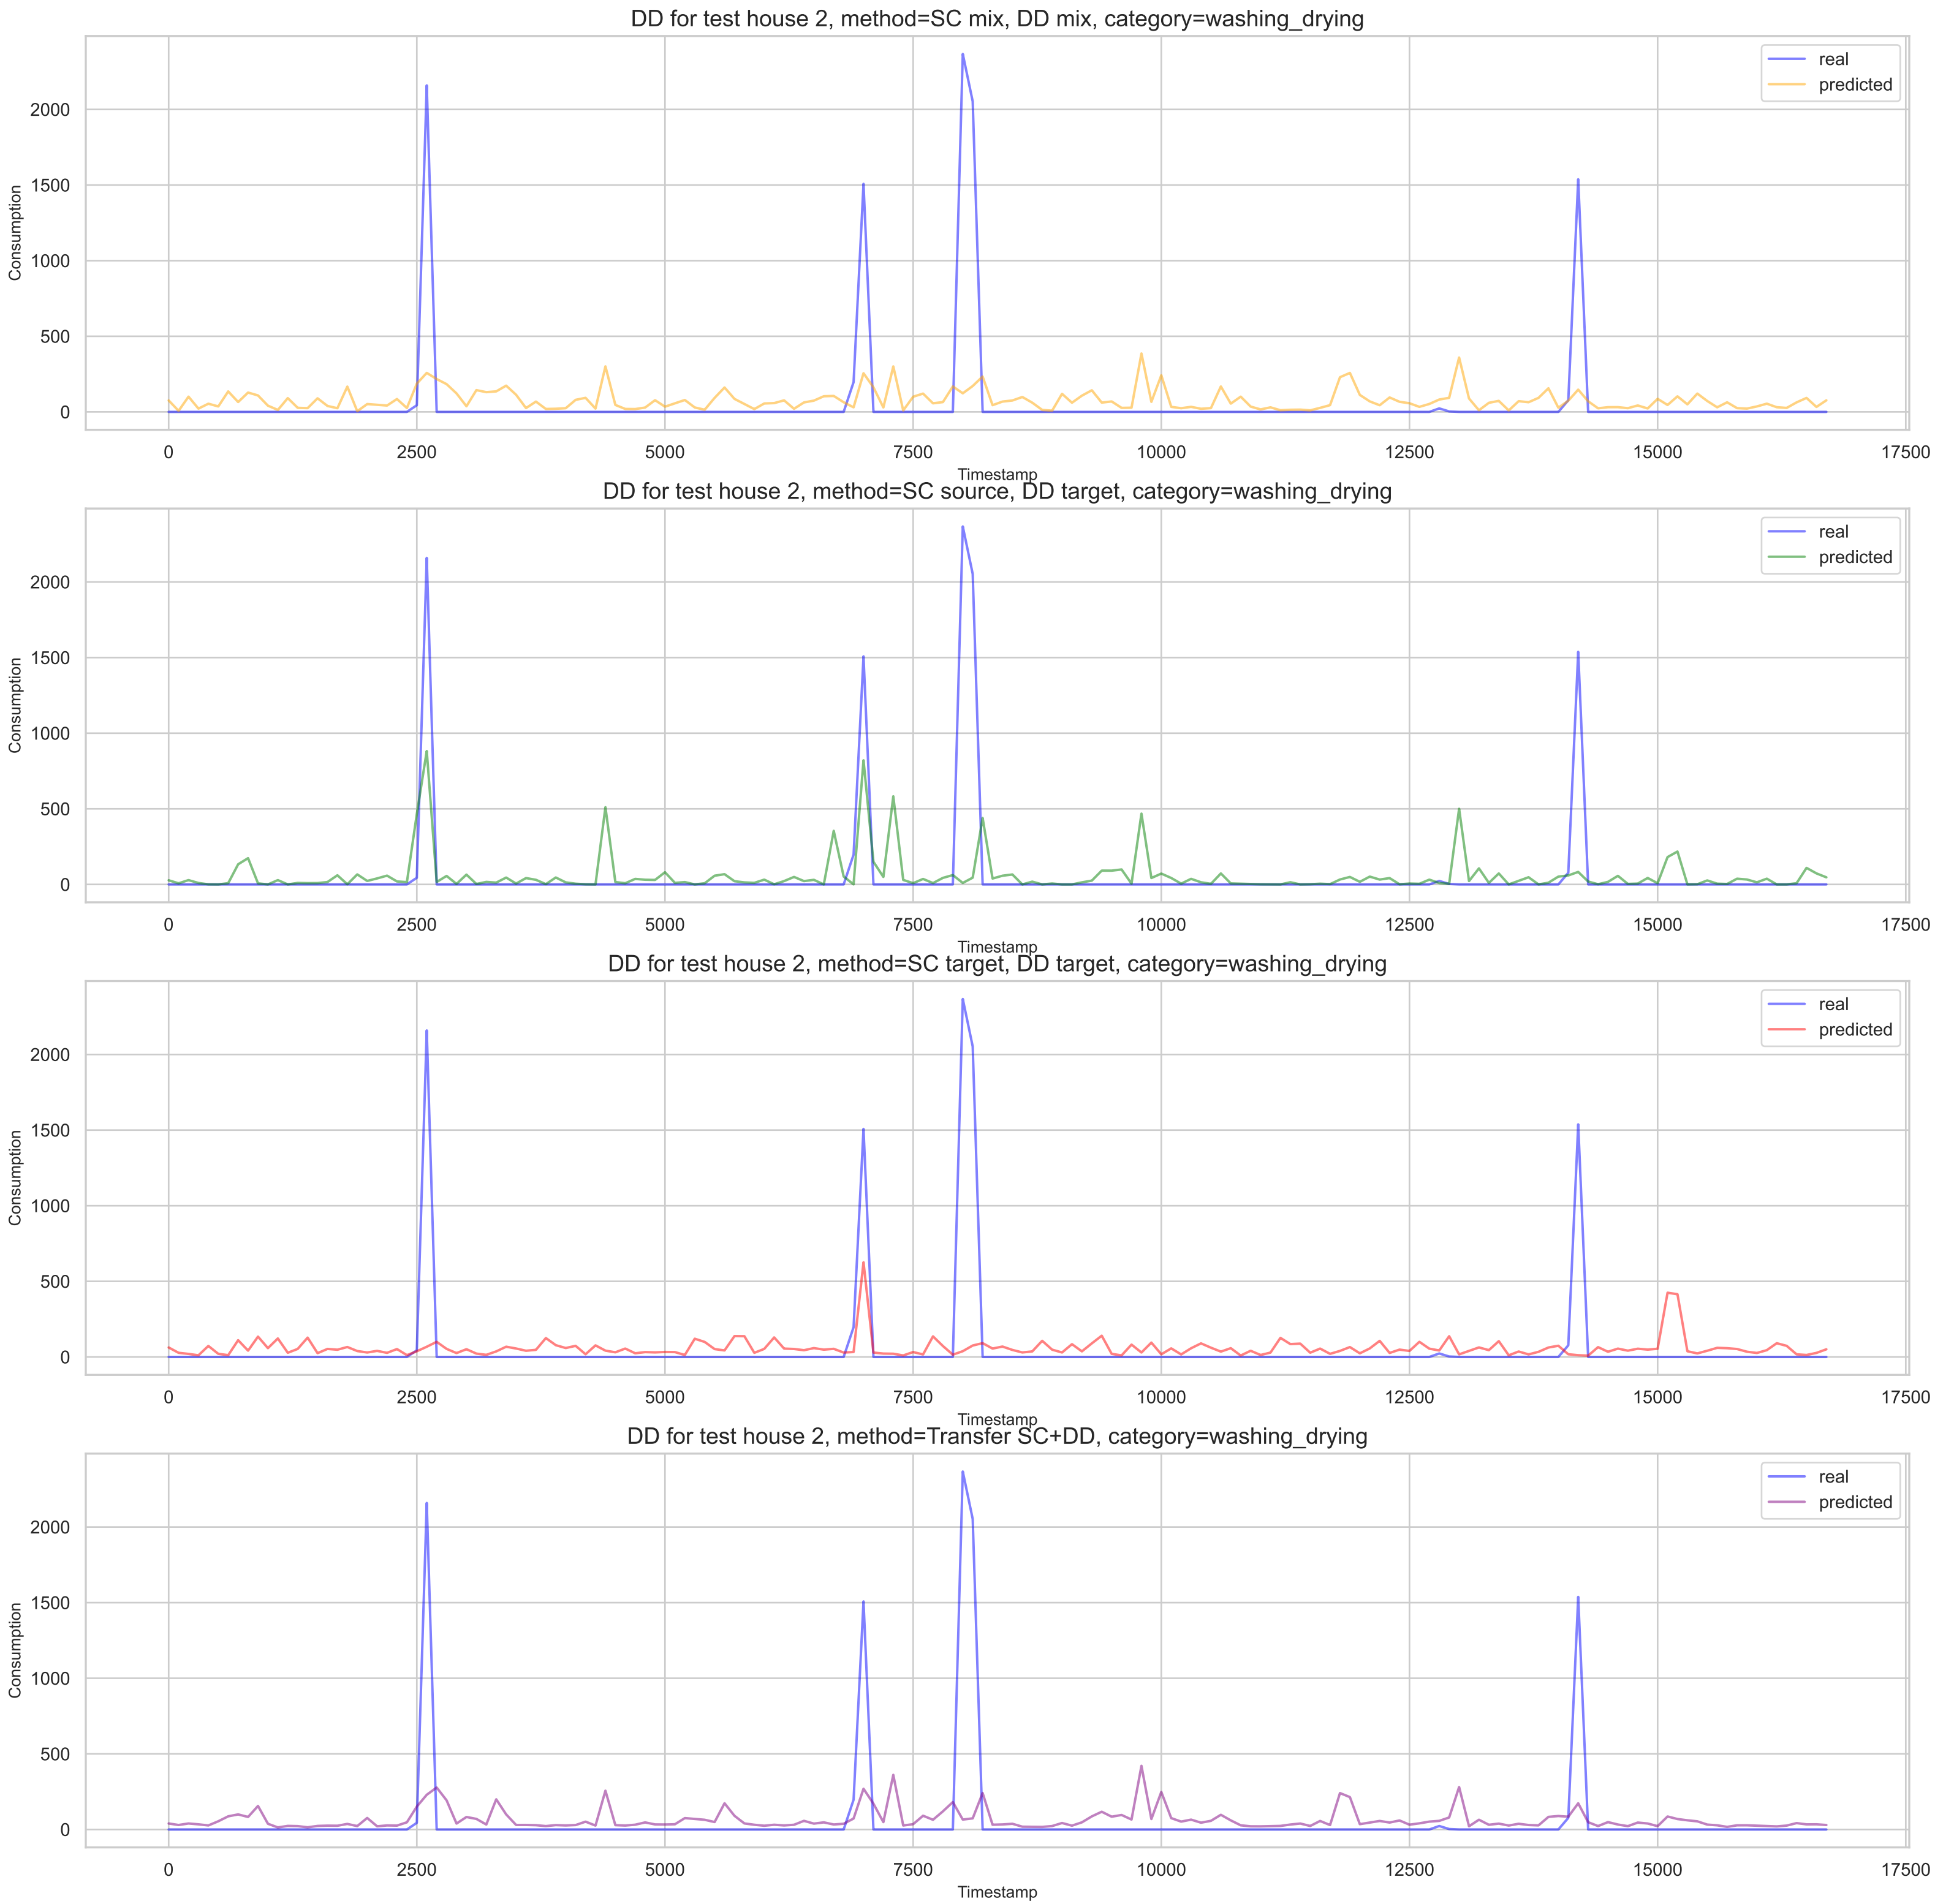 DD for test house 2, method=SC mix, DD mix, category=washing_drying
real
predicted
2000
1500
1000
500
0
Consumption
0 2500 5000 7500 10000 12500 15000 17500
Timestamp
DD for test house 2, method=SC source, DD target, category=washing_drying
real
predicted
2000
1500
1000
500
0
Consumption
0 2500 5000 7500 10000 12500 15000 17500
Timestamp
DD for test house 2, method=SC target, DD target, category=washing_drying
real
predicted
2000
1500
1000
500
0
Consumption
0 2500 5000 7500 10000 12500 15000 17500
Timestamp
DD for test house 2, method=Transfer SC+DD, category=washing_drying
real
predicted
2000
1500
1000
500
0
Consumption
0 2500 5000 7500 10000 12500 15000 17500
Timestamp